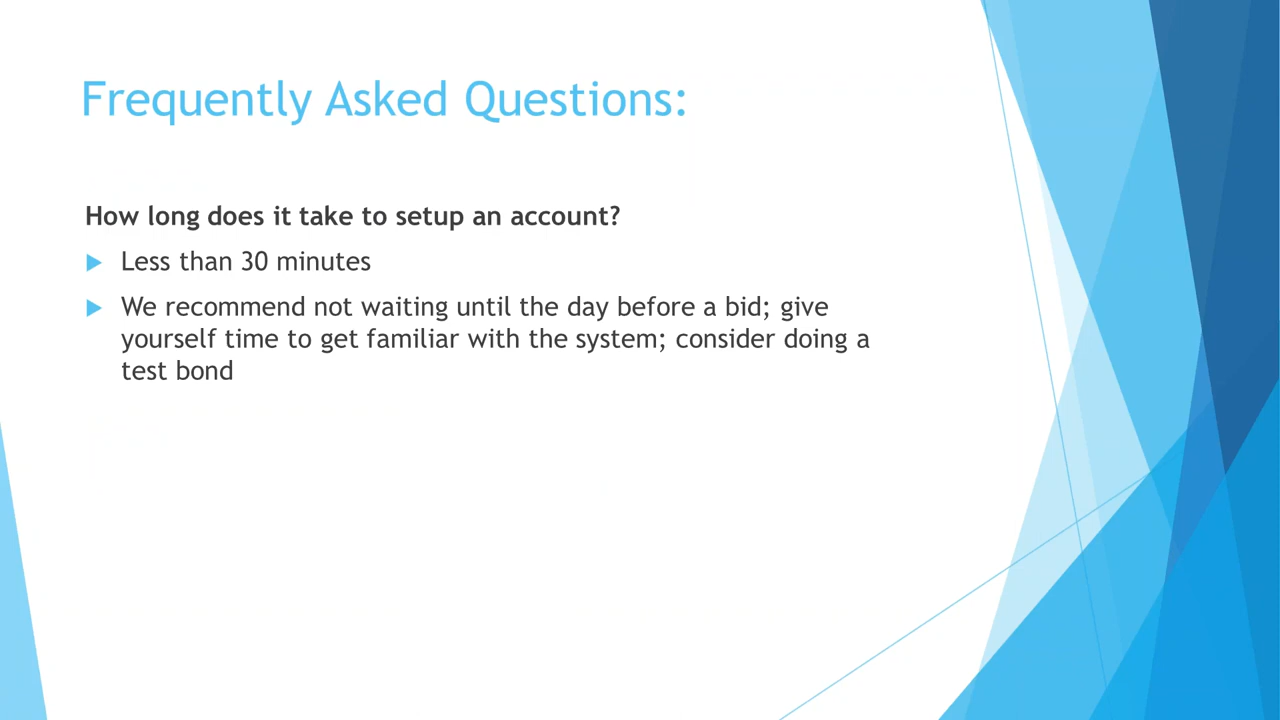 Frequently Asked Questions:
How long does it take to setup an account?
Less than 30 minutes
We recommend not waiting until the day before a bid; give
yourself time to get familiar with the system; consider doing a
test bond